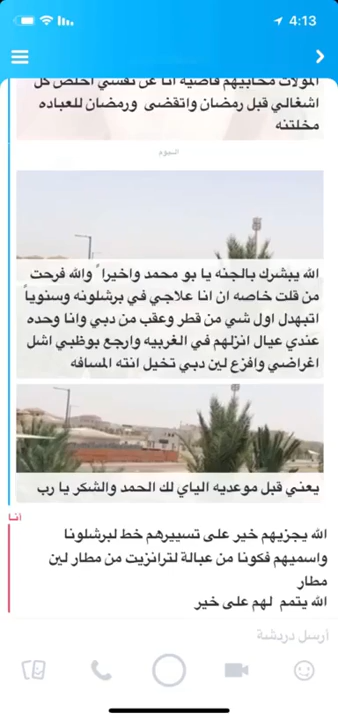 4:13
المولات محابيهم فاضيه انا عن نفسي اخلص كل
اشغالي قبل رمضان واتقضى ورمضان للعباده
مخلتنه
اليوم
الله يبشرك بالجنه يا بو محمد واخيراً والله فرحت
من قلت خاصه ان انا علاجي في برشلونه وسنوياً
اتبهدل اول شي من قطر وعقب من دبي وانا وحده
عندي عيال انزلهم في الغربيه وارجع بوظبي اشل
اغراضي وافزع لين دبي تخيل انته المسافه
يعني قبل موعديه الياي لك الحمد والشكر يا رب
أنا
الله يجزيهم خير على تسييرهم خط لبرشلونا
واسميهم فكونا من عبالة لترانزيت من مطار لين
مطار
الله يتمم لهم على خير
أرسل دردشة